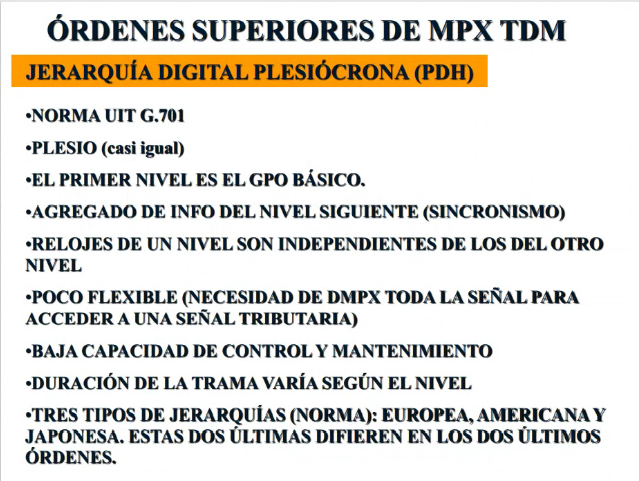 ÓRDENES SUPERIORES DE MPX TDM
JERARQUÍA DIGITAL PLESIÓCRONA (PDH)
•NORMA UIT G.701
•PLESIO (casi igual)
•EL PRIMER NIVEL ES EL GPO BÁSICO.
•AGREGADO DE INFO DEL NIVEL SIGUIENTE (SINCRONISMO)
•RELOJES DE UN NIVEL SON INDEPENDIENTES DE LOS DEL OTRO
NIVEL
•POCO FLEXIBLE (NECESIDAD DE DMPX TODA LA SEÑAL PARA
ACCEDER A UNA SEÑAL TRIBUTARIA)
•BAJA CAPACIDAD DE CONTROL Y MANTENIMIENTO
•DURACIÓN DE LA TRAMA VARÍA SEGÚN EL NIVEL
•TRES TIPOS DE JERARQUÍAS (NORMA): EUROPEA, AMERICANA Y
JAPONESA. ESTAS DOS ÚLTIMAS DIFIEREN EN LOS DOS ÚLTIMOS
ÓRDENES.